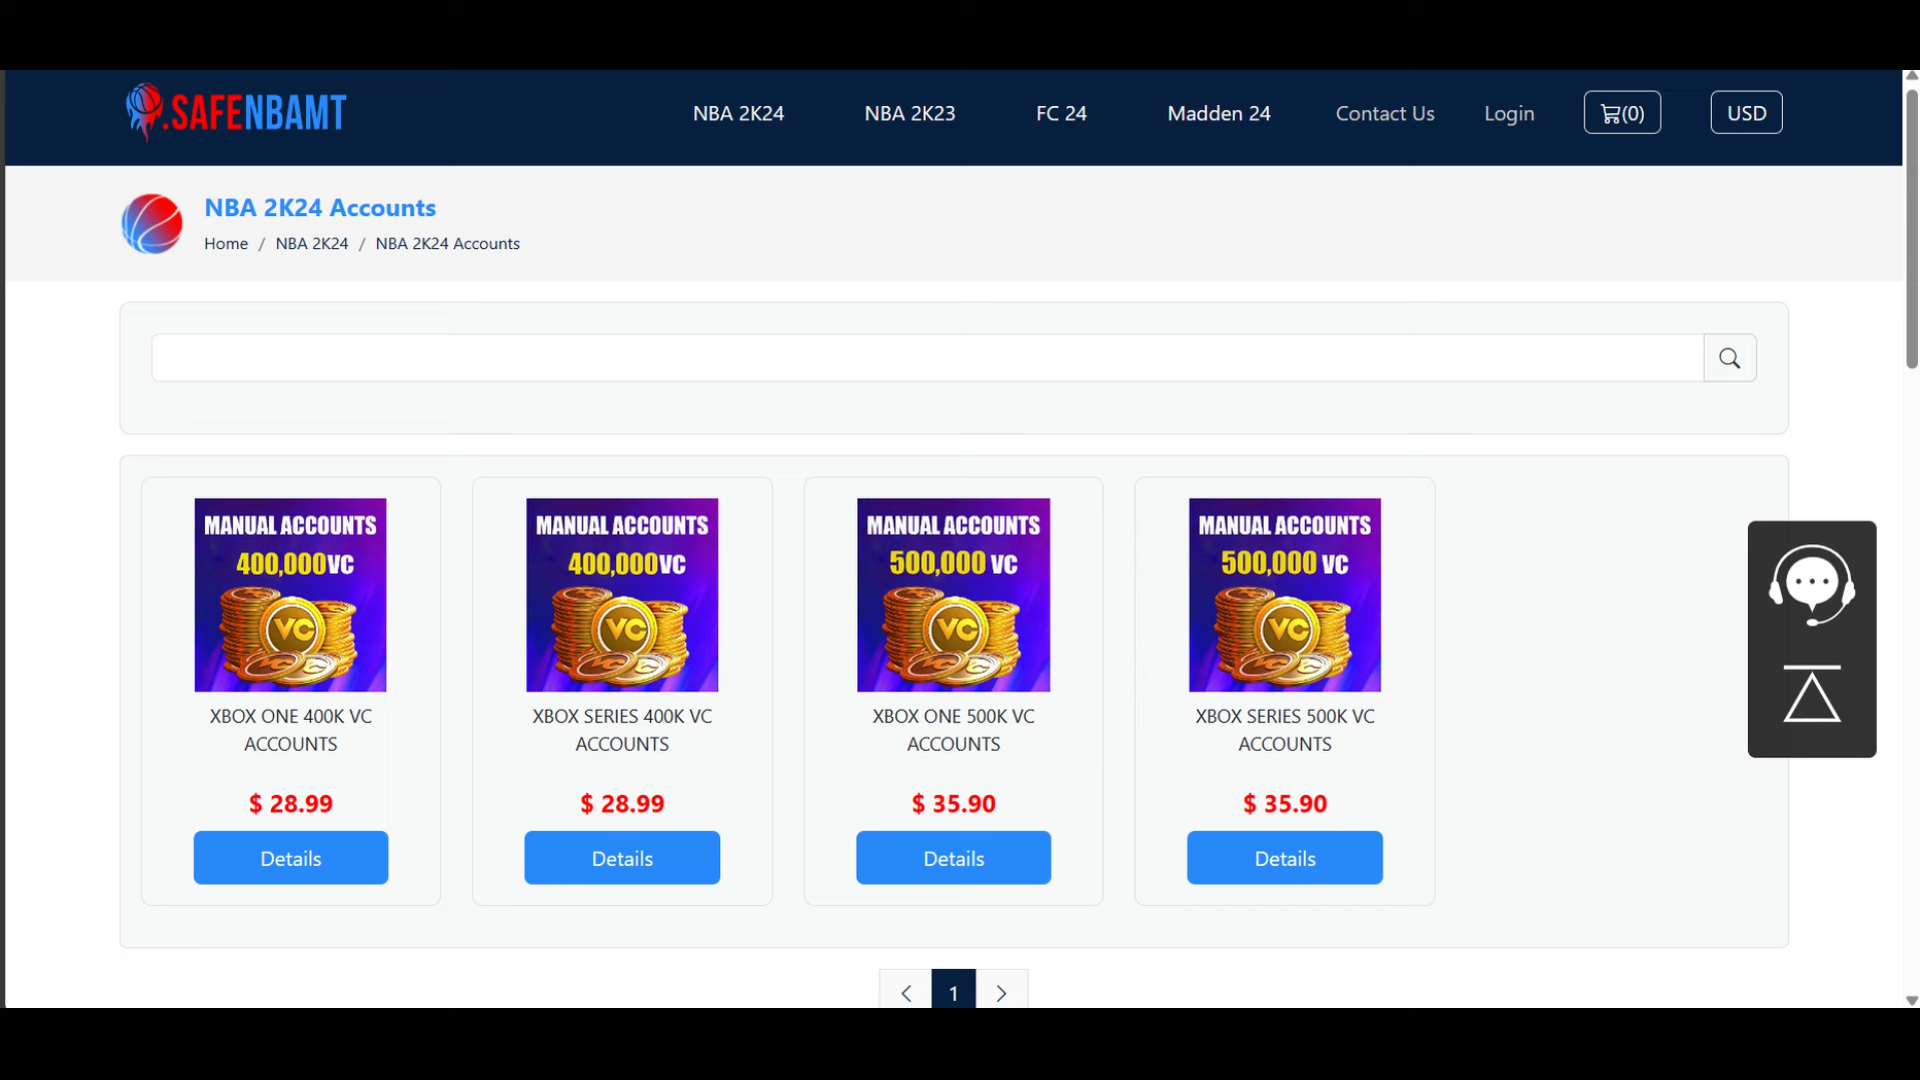 .SAFENBAMT
NBA 2K24
NBA 2K23
FC 24
Madden 24
Contact Us
Login
(0)
USD
NBA 2K24 Accounts
Home / NBA 2K24 / NBA 2K24 Accounts
MANUAL ACCOUNTS
400,000VC
VC
XBOX ONE 400K VC
ACCOUNTS
$ 28.99
Details
MANUAL ACCOUNTS
400,000VC
VC
XBOX SERIES 400K VC
ACCOUNTS
$ 28.99
Details
MANUAL ACCOUNTS
500,000 VC
VC
XBOX ONE 500K VC
ACCOUNTS
$ 35.90
Details
MANUAL ACCOUNTS
500,000 VC
VC
XBOX SERIES 500K VC
ACCOUNTS
$ 35.90
Details
1